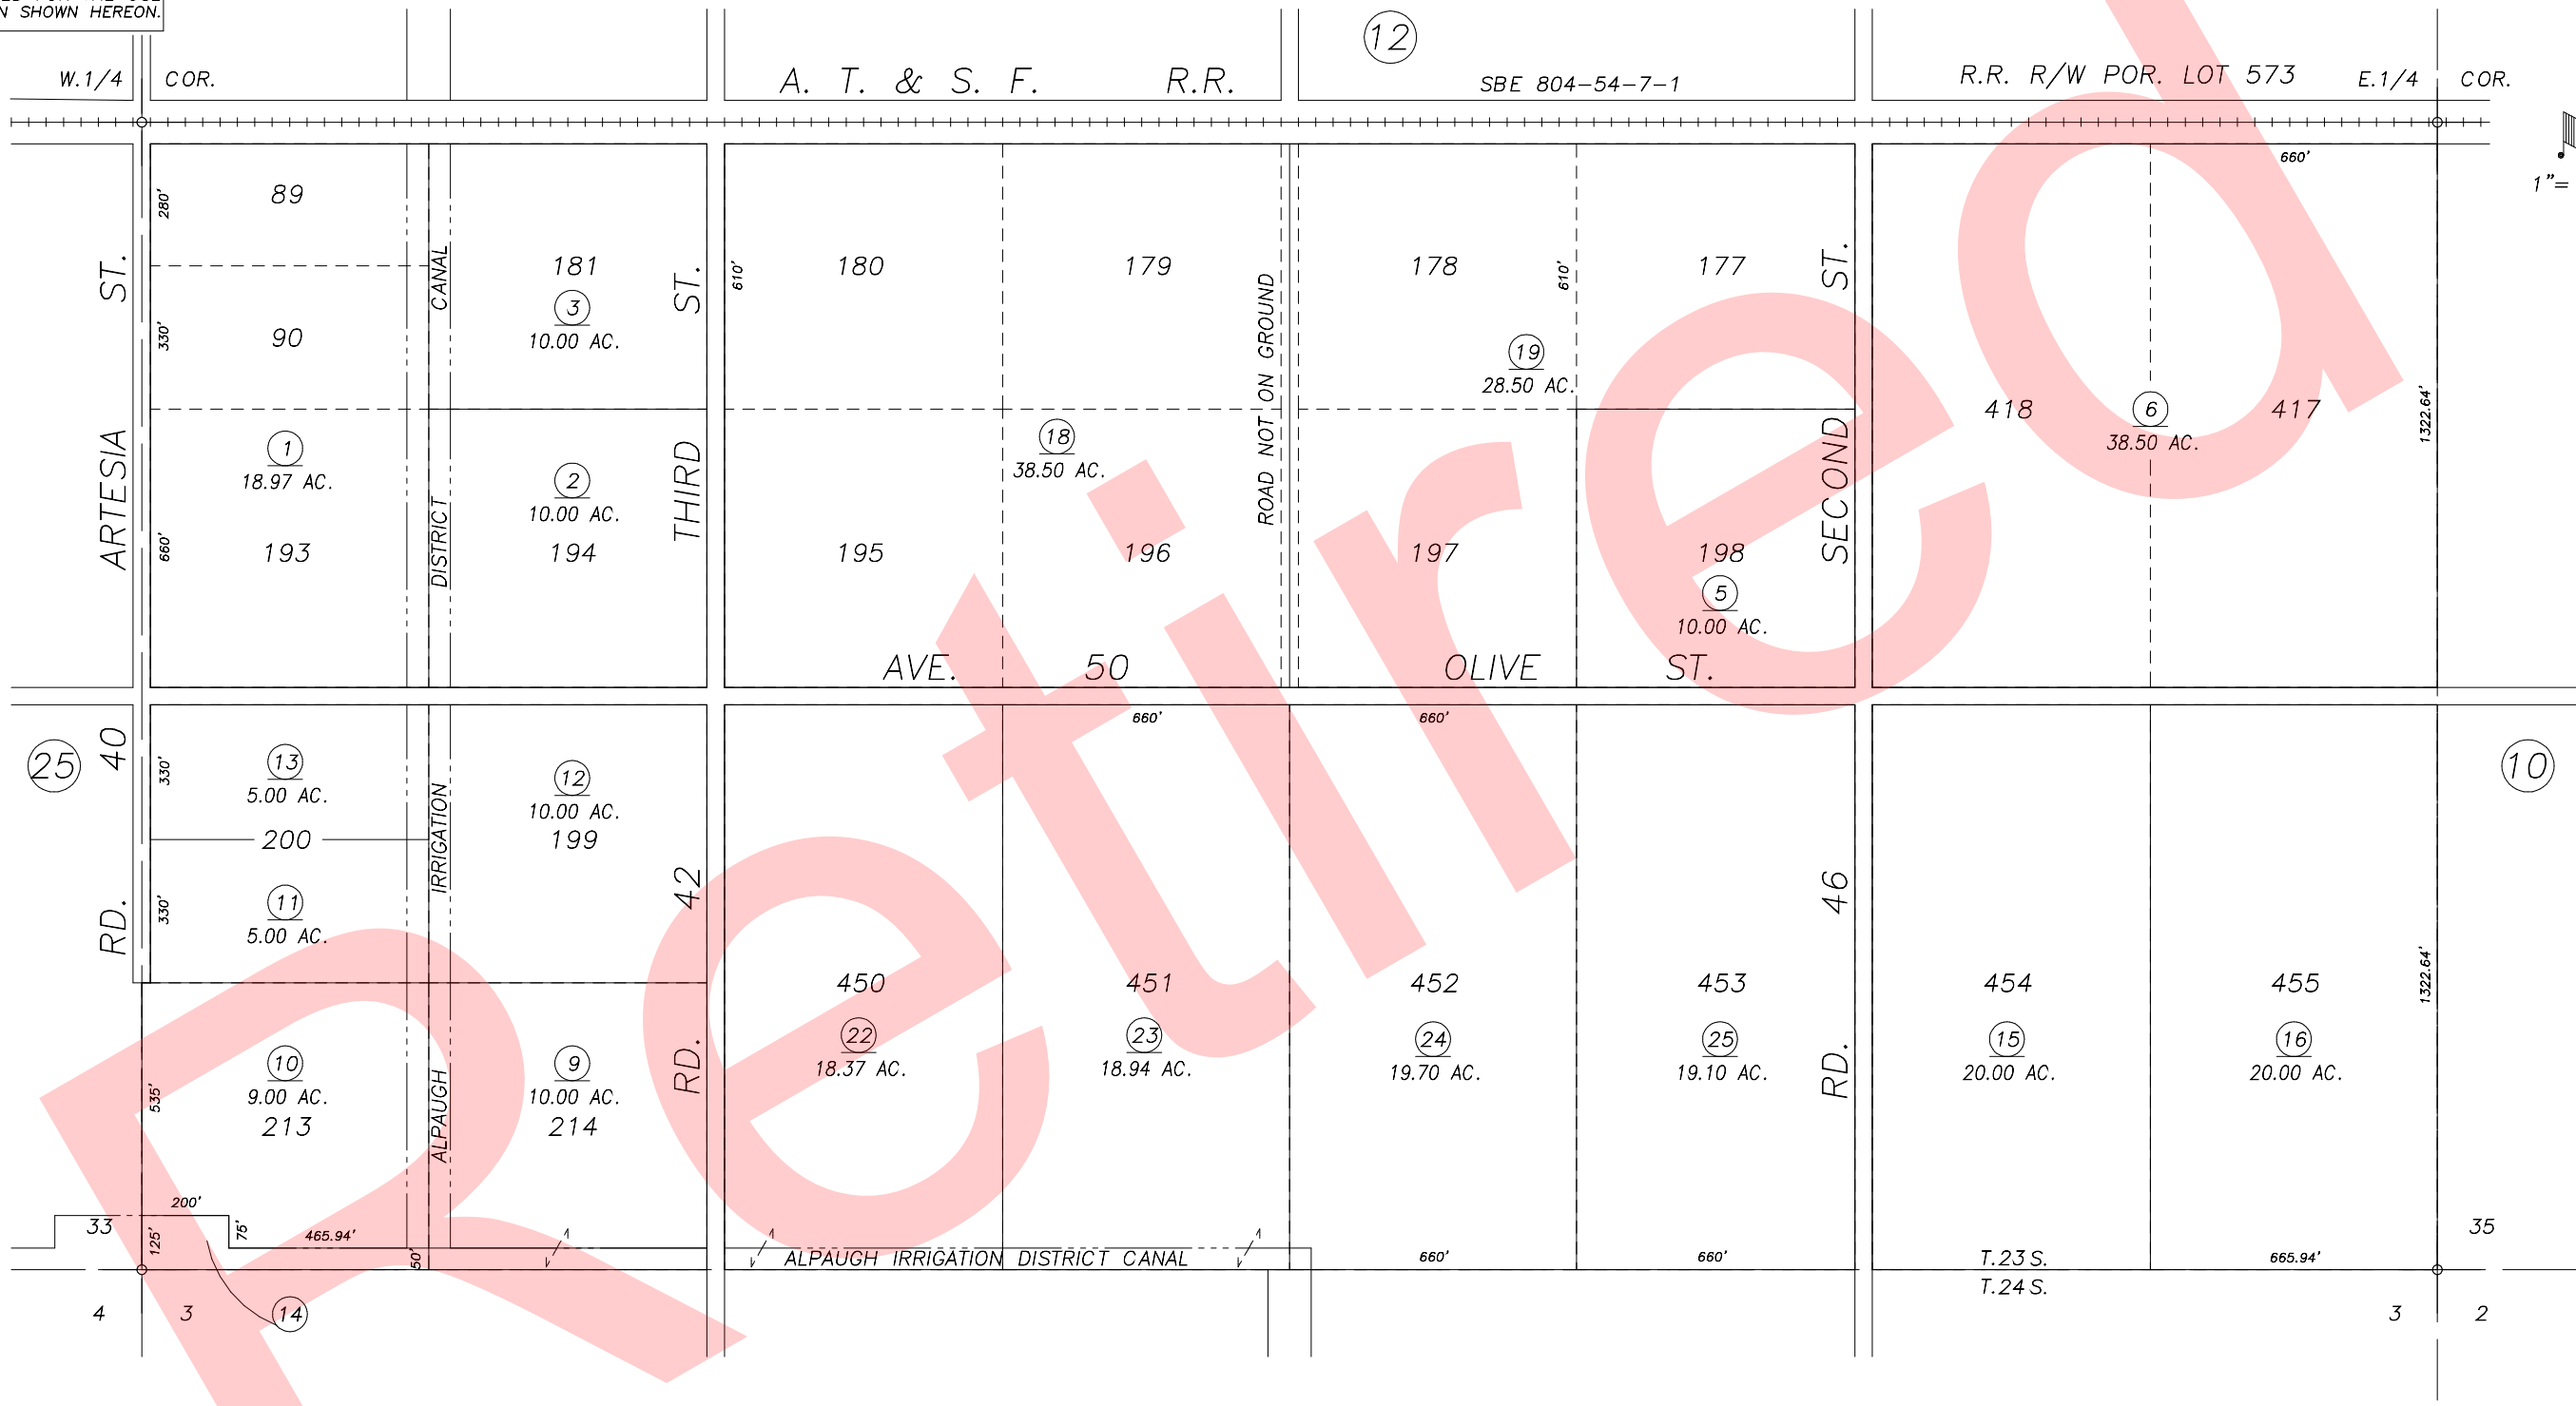 N SHOWN HEREON.
12
W.1/4 COR.
A. T. & S. F. R.R.
SBE 804-54-7-1
R.R. R/W POR. LOT 573
E.1/4 COR.
1"=
660'
280'
89
330'
90
ARTESIA ST.
1
18.97 AC.
660'
193
CANAL
DISTRICT
181
3
10.00 AC.
2
10.00 AC.
194
THIRD ST.
610'
180
179
18
38.50 AC.
195
196
ROAD NOT ON GROUND
178
610'
177
19
28.50 AC.
197
198
5
10.00 AC.
SECOND ST.
418
6
38.50 AC.
417
1322.64'
AVE. 50 OLIVE ST.
25
RD. 40
330'
13
5.00 AC.
200
330'
11
5.00 AC.
IRRIGATION
ALPAUGH
12
10.00 AC.
199
RD. 42
660'
660'
10
535'
10
9.00 AC.
213
9
10.00 AC.
214
450
22
18.37 AC.
451
23
18.94 AC.
452
24
19.70 AC.
453
25
19.10 AC.
RD. 46
454
15
20.00 AC.
455
16
20.00 AC.
1322.64'
33
200'
125'
75'
465.94'
50'
ALPAUGH IRRIGATION DISTRICT CANAL
660'
660'
T.23 S.
T.24 S.
665.94'
35
4
3
14
3
2
Retired